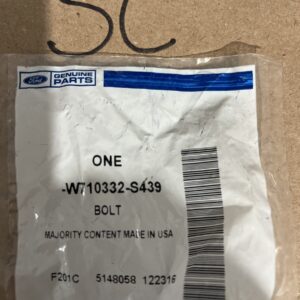 SC
Ford
GENUINE
PARTS
ONE
-W710332-S439
BOLT
MAJORITY CONTENT MADE IN USA
F201C 5148058 122316